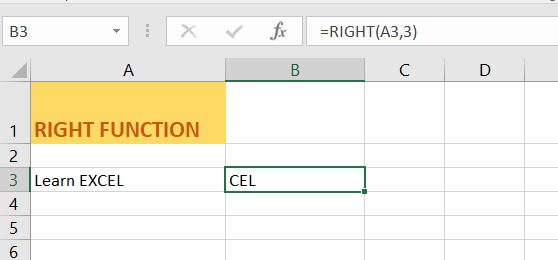 B3 fx =RIGHT(A3,3)
A B C D
1 RIGHT FUNCTION
2
3 Learn EXCEL CEL
4
5
6